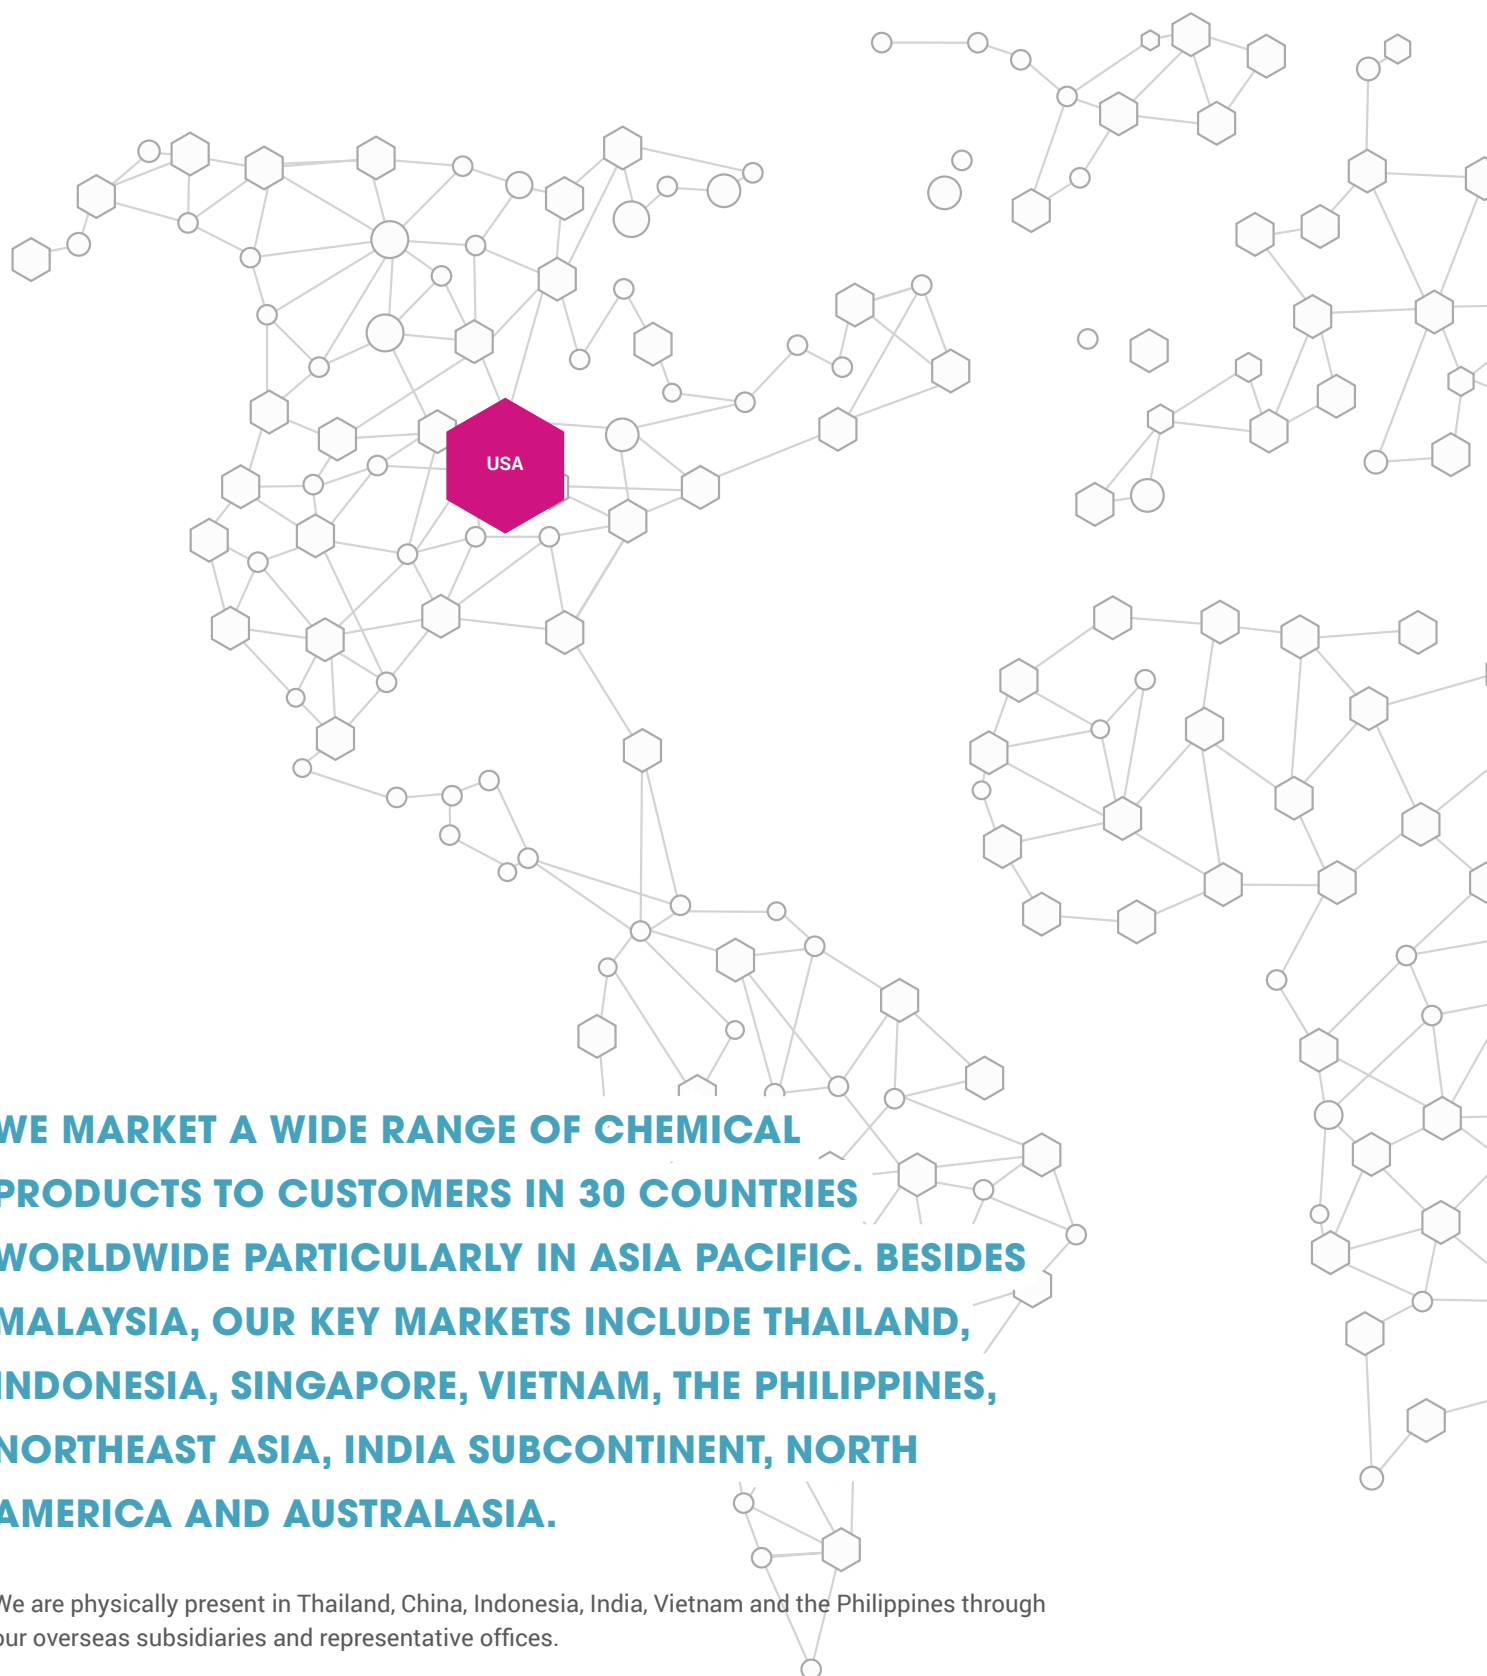 USA
WE MARKET A WIDE RANGE OF CHEMICAL
PRODUCTS TO CUSTOMERS IN 30 COUNTRIES
WORLDWIDE PARTICULARLY IN ASIA PACIFIC. BESIDES
MALAYSIA, OUR KEY MARKETS INCLUDE THAILAND,
INDONESIA, SINGAPORE, VIETNAM, THE PHILIPPINES,
NORTHEAST ASIA, INDIA SUBCONTINENT, NORTH
AMERICA AND AUSTRALASIA.
We are physically present in Thailand, China, Indonesia, India, Vietnam and the Philippines through
our overseas subsidiaries and representative offices.